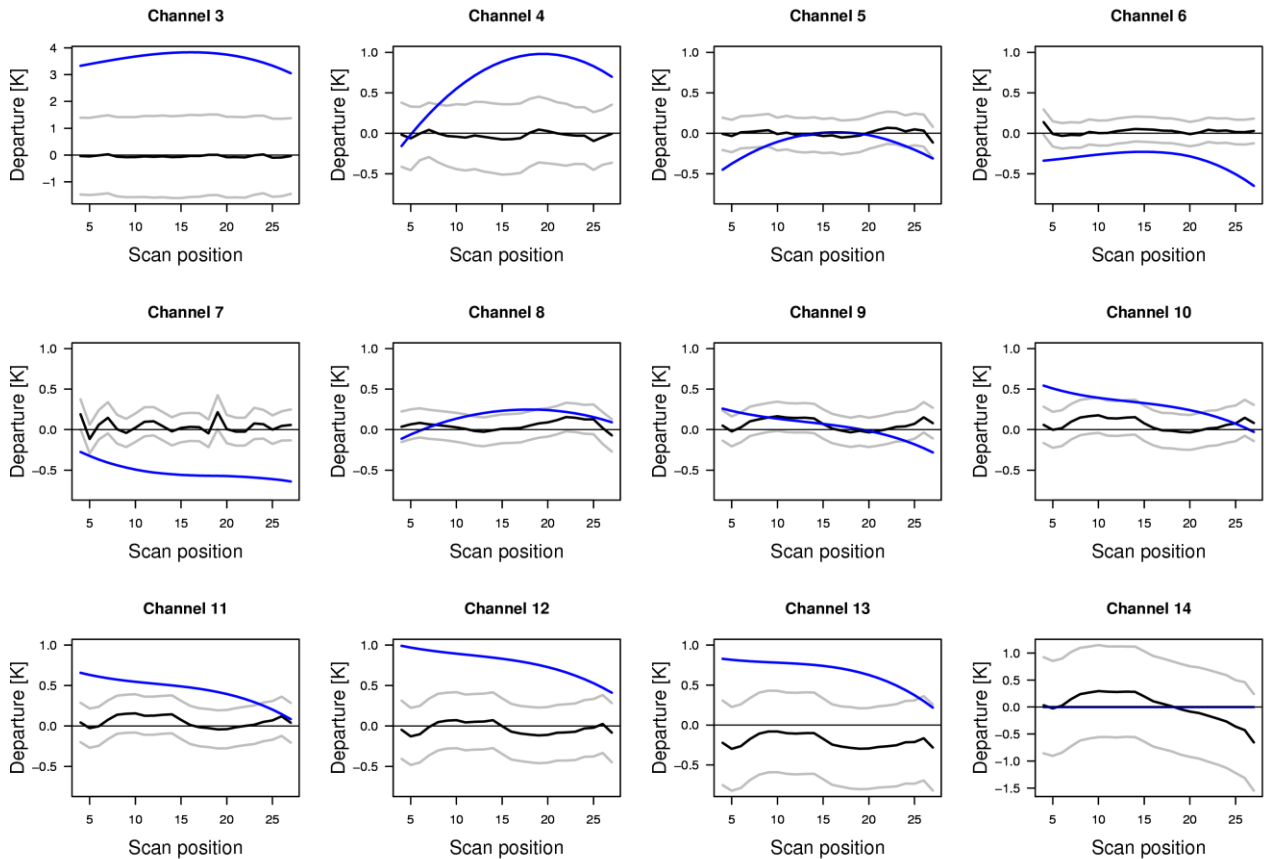 Channel 3
Departure [K]
4
3
2
1
0
−1
5 10 15 20 25
Scan position
Channel 4
Departure [K]
1.0
0.5
0.0
−0.5
5 10 15 20 25
Scan position
Channel 5
Departure [K]
1.0
0.5
0.0
−0.5
5 10 15 20 25
Scan position
Channel 6
Departure [K]
1.0
0.5
0.0
−0.5
5 10 15 20 25
Scan position
Channel 7
Departure [K]
1.0
0.5
0.0
−0.5
5 10 15 20 25
Scan position
Channel 8
Departure [K]
1.0
0.5
0.0
−0.5
5 10 15 20 25
Scan position
Channel 9
Departure [K]
1.0
0.5
0.0
−0.5
5 10 15 20 25
Scan position
Channel 10
Departure [K]
1.0
0.5
0.0
−0.5
5 10 15 20 25
Scan position
Channel 11
Departure [K]
1.0
0.5
0.0
−0.5
5 10 15 20 25
Scan position
Channel 12
Departure [K]
1.0
0.5
0.0
−0.5
5 10 15 20 25
Scan position
Channel 13
Departure [K]
1.0
0.5
0.0
−0.5
5 10 15 20 25
Scan position
Channel 14
Departure [K]
1.0
0.5
0.0
−0.5
−1.0
−1.5
5 10 15 20 25
Scan position